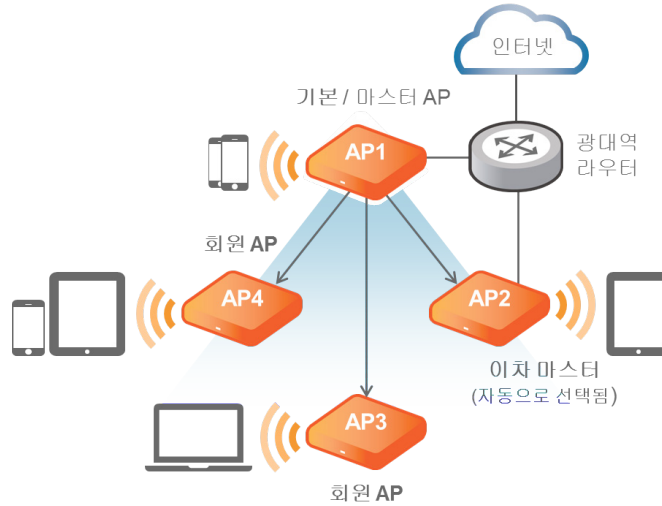 인터넷
기본 / 마스터 AP
AP1
광대역
라우터
회원 AP
AP4
AP2
이차 마스터
(자동으로 선택됨)
AP3
회원 AP